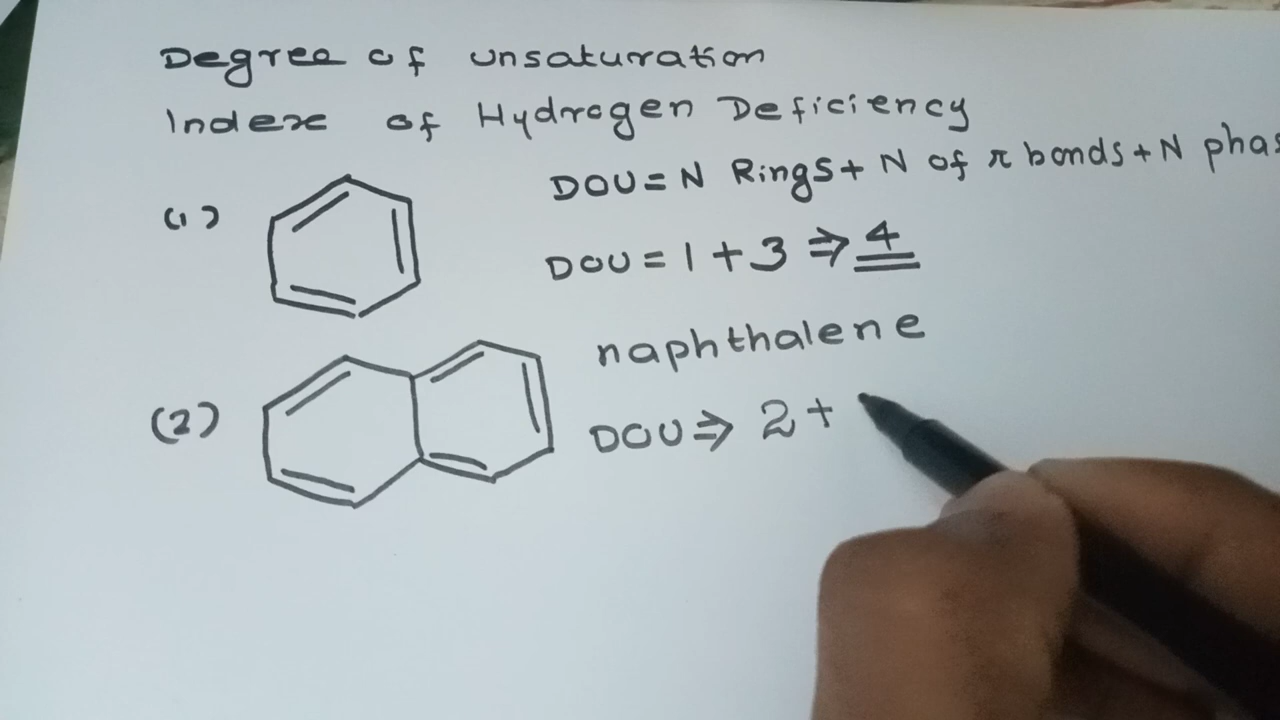 Degree of unsaturation
Index of Hydrogen Deficiency
DOU = N Rings + N of π bonds + N phas
(1)
DOU = 1 + 3 ⇒ 4
naphthalene
(2)
DOU ⇒ 2 +